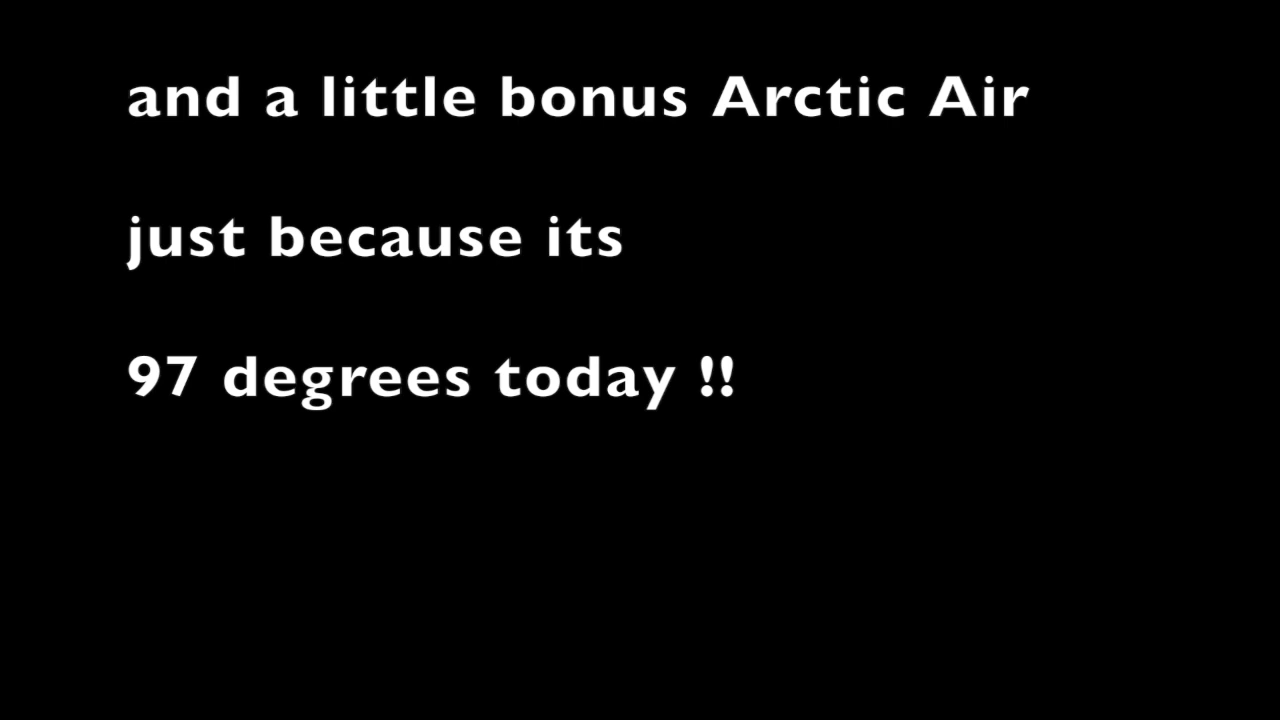 and a little bonus Arctic Air
just because its
97 degrees today !!